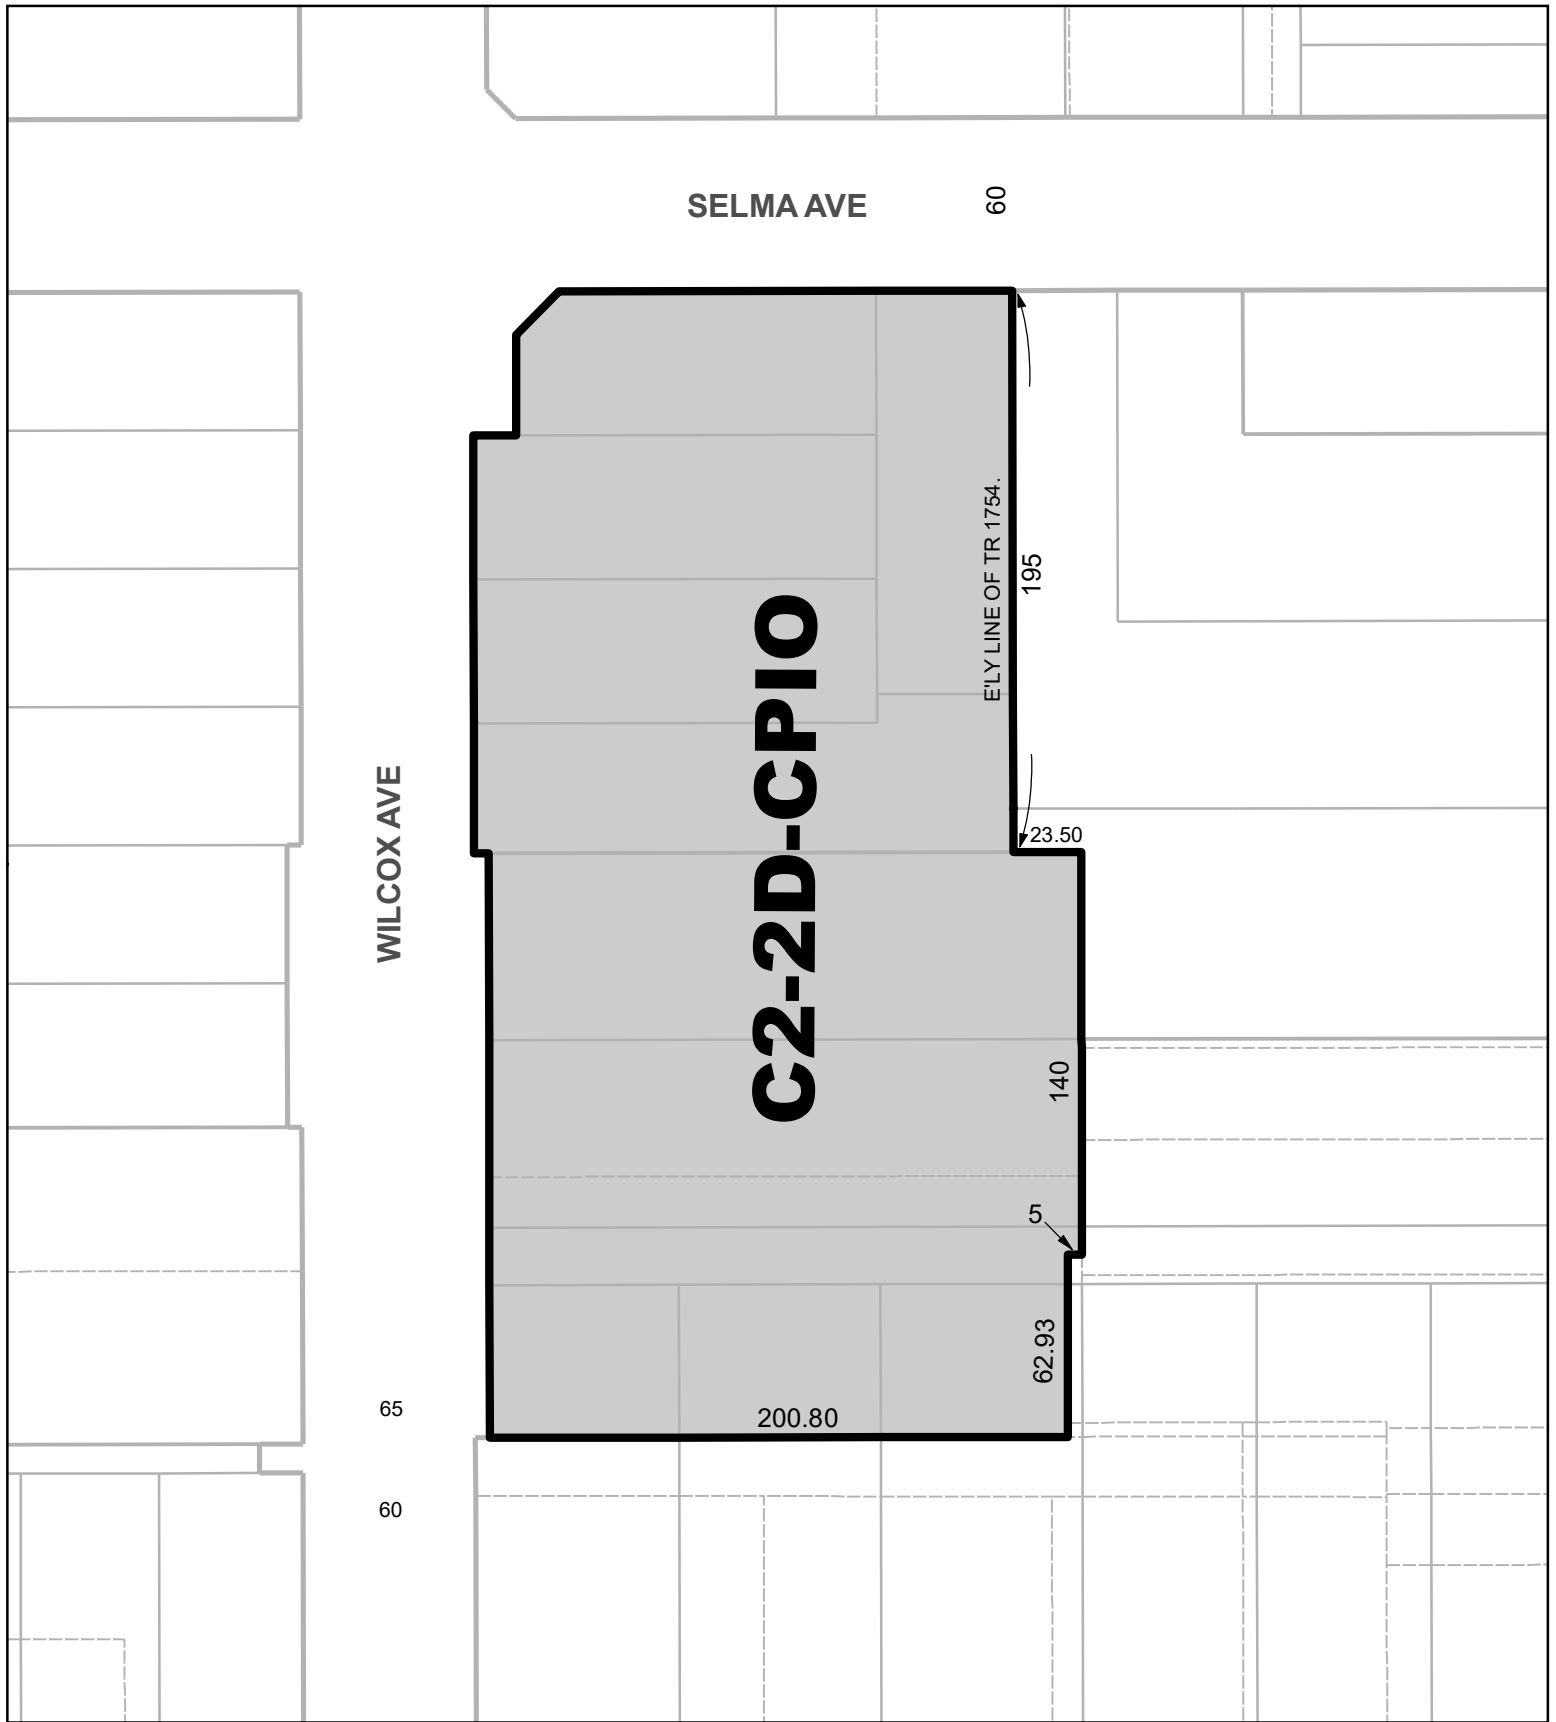 SELMA AVE
60
E'LY LINE OF TR 1754.
195
C2-2D-CPIO
WILCOX AVE
23.50
140
5
62.93
65
200.80
60